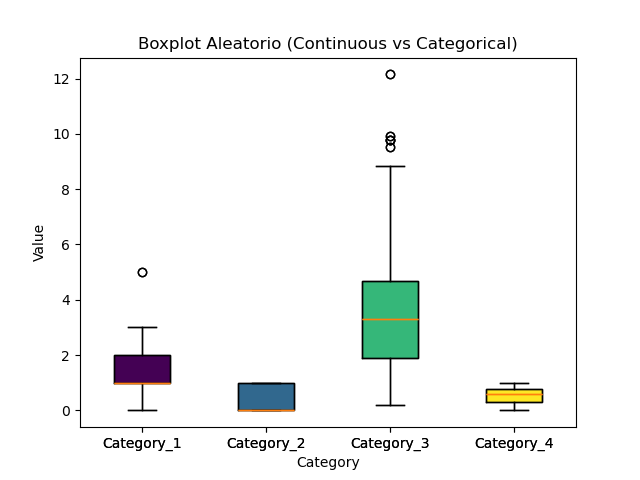 Boxplot Aleatorio (Continuous vs Categorical)
12
10
8
6
4
2
0
Value
Category_1 Category_2 Category_3 Category_4
Category